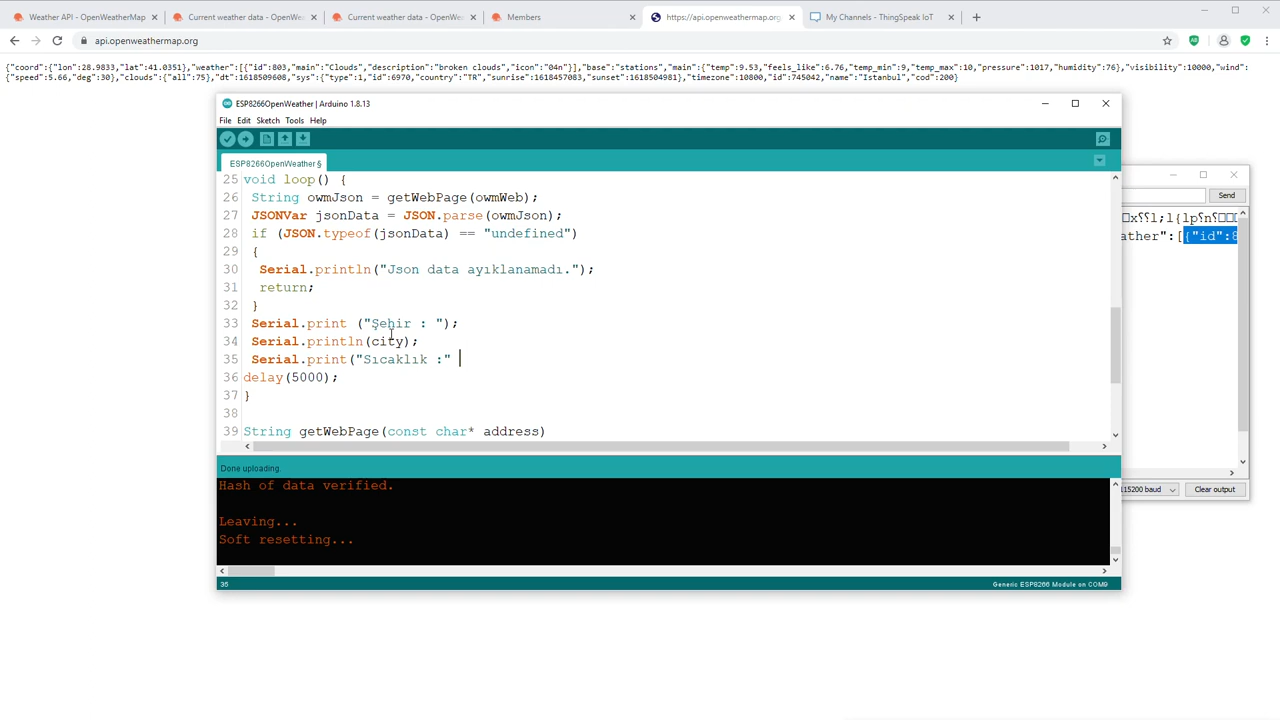 Weather API - OpenWeatherMap
Current weather data - OpenWe
Current weather data - OpenWe
Members
https://api.openweathermap.org
My Channels - ThingSpeak IoT
api.openweathermap.org
{"coord":{"lon":28.9833,"lat":41.0351},"weather":[{"id":803,"main":"Clouds","description":"broken clouds","icon":"04n"}],"base":"stations","main":{"temp":9.53,"feels_like":6.76,"temp_min":9,"temp_max":10,"pressure":1017,"humidity":76},"visibility":10000,"wind":
{"speed":5.66,"deg":30},"clouds":{"all":75},"dt":1618509608,"sys":{"type":1,"id":6970,"country":"TR","sunrise":1618457083,"sunset":1618504981},"timezone":10800,"id":745042,"name":"Istanbul","cod":200}
ESP8266OpenWeather | Arduino 1.8.13
File Edit Sketch Tools Help
ESP8266OpenWeather §
25 void loop() {
26 String owmJson = getWebPage(owmWeb);
27 JSONVar jsonData = JSON.parse(owmJson);
28 if (JSON.typeof(jsonData) == "undefined")
29 {
30 Serial.println("Json data ayıklanamadı.");
31 return;
32 }
33 Serial.print ("Şehir : ");
34 Serial.println(city);
35 Serial.print("Sıcaklık :"
36 delay(5000);
37 }
38
39 String getWebPage(const char* address)
Done uploading.
Hash of data verified.
Leaving...
Soft resetting...
35
Generic ESP8266 Module on COM9
Send
ather":[{"id":8
115200 baud
Clear output